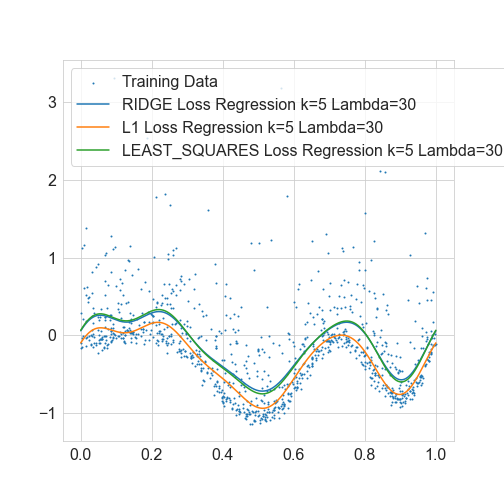 Training Data
RIDGE Loss Regression k=5 Lambda=30
L1 Loss Regression k=5 Lambda=30
LEAST_SQUARES Loss Regression k=5 Lambda=30
3
2
1
0
−1
0.0 0.2 0.4 0.6 0.8 1.0